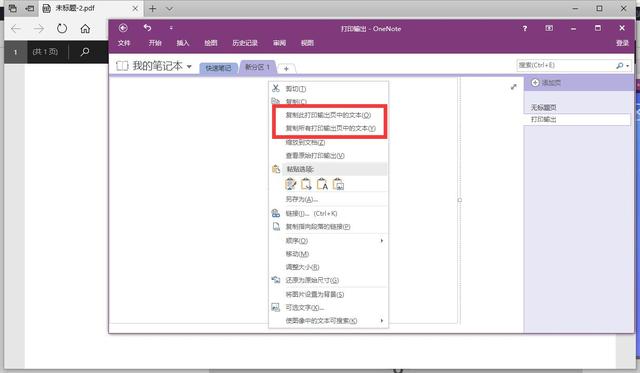 未标题-2.pdf
1 (共 1 页)
打印输出 - OneNote
文件 开始 插入 绘图 历史记录 审阅 视图 登录
我的笔记本 快速笔记 新分区 1 搜索(Ctrl+E)
添加页
无标题页
打印输出
剪切(T)
复制(C)
复制此打印输出页中的文本(O)
复制所有打印输出页中的文本(Y)
缩放到文档(Z)
查看原始打印输出(V)
粘贴选项:
另存为(A)...
链接(I)... (Ctrl+K)
复制指向段落的链接(P)
顺序(O)
移动(M)
调整大小(R)
还原为原始尺寸(G)
将图片设置为背景(S)
可选文字(X)...
使图像中的文本可搜索(K)